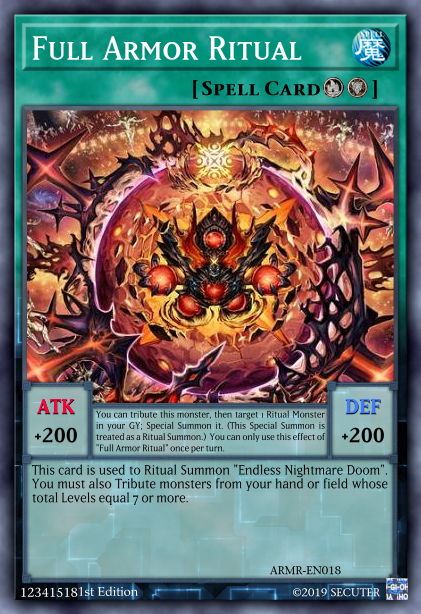 FULL ARMOR RITUAL
魔
[SPELL CARD]
ATK
+200
You can tribute this monster, then target 1 Ritual Monster
in your GY; Special Summon it. (This Special Summon is
treated as a Ritual Summon.) You can only use this effect of
"Full Armor Ritual" once per turn.
DEF
+200
This card is used to Ritual Summon "Endless Nightmare Doom".
You must also Tribute monsters from your hand or field whose
total Levels equal 7 or more.
ARMR-EN018
123415181st Edition
©2019 SECUTER